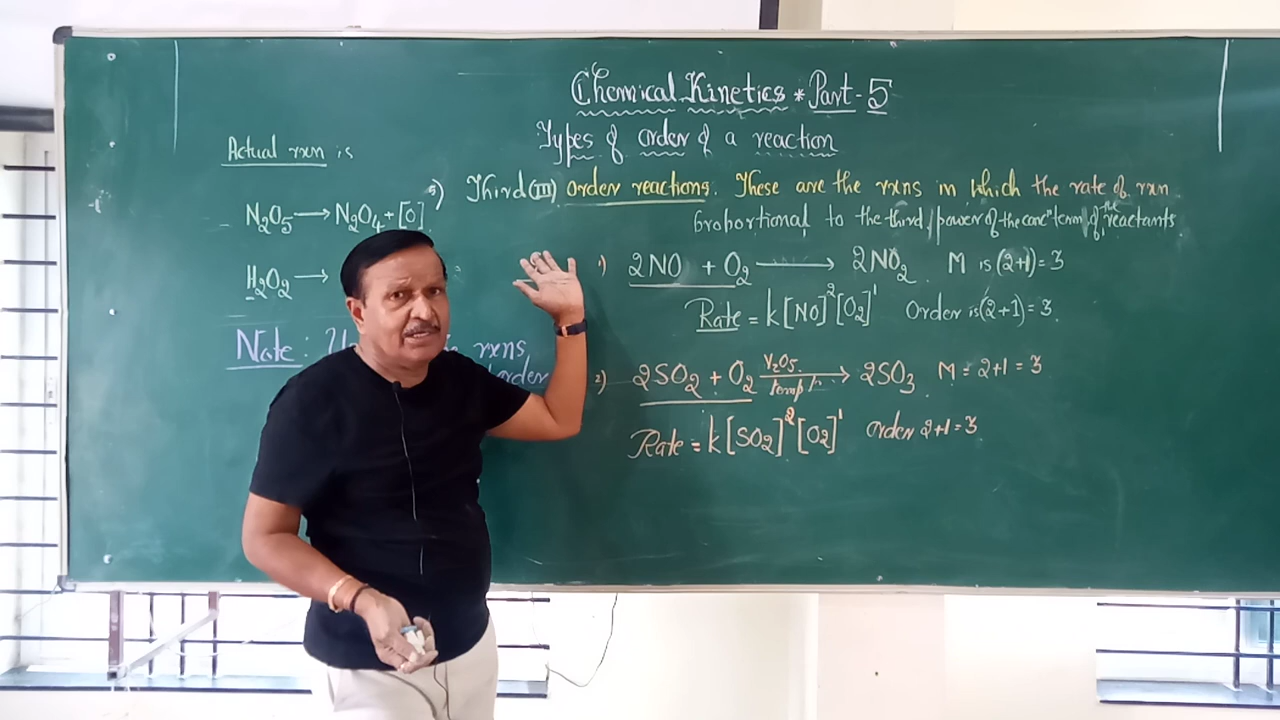 Chemical Kinetics * Part - 5
Types of order of a reaction
Actual rxn is
N₂O₅ → N₂O₄ + [O]
H₂O₂ →
Note: rxns
order
5) Third (III) order reactions. These are the rxns in which the rate of rxn
proportional to the third power of the concⁿ term of the reactants.
1) 2NO + O₂ → 2NO₂ M is (2+1) = 3
Rate = k[NO]²[O₂]¹ Order is (2+1) = 3.
2) 2SO₂ + O₂ V₂O₅ → 2SO₃ M = 2+1 = 3
temp
Rate = k[SO₂]²[O₂]¹ order 2+1 = 3